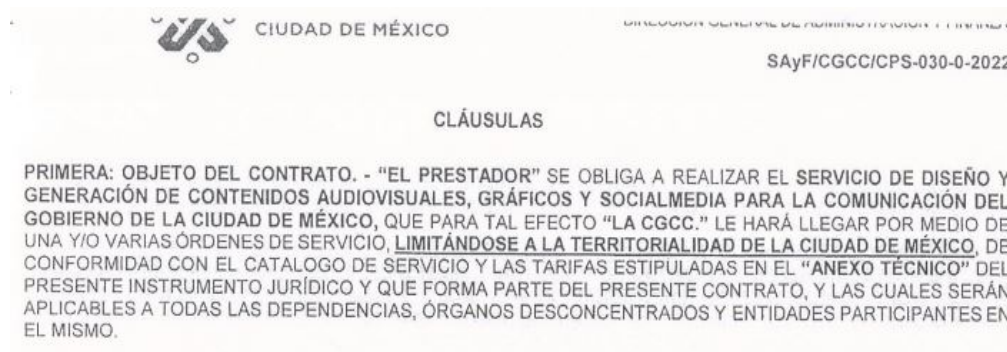 CIUDAD DE MÉXICO
DIRECCIÓN GENERAL DE ADMINISTRACIÓN Y
SAyF/CGCC/CPS-030-0-2022
CLÁUSULAS
PRIMERA: OBJETO DEL CONTRATO. - "EL PRESTADOR" SE OBLIGA A REALIZAR EL SERVICIO DE DISEÑO Y
GENERACIÓN DE CONTENIDOS AUDIOVISUALES, GRÁFICOS Y SOCIALMEDIA PARA LA COMUNICACIÓN DEL
GOBIERNO DE LA CIUDAD DE MÉXICO, QUE PARA TAL EFECTO "LA CGCC." LE HARÁ LLEGAR POR MEDIO DE
UNA Y/O VARIAS ÓRDENES DE SERVICIO, LIMITÁNDOSE A LA TERRITORIALIDAD DE LA CIUDAD DE MÉXICO, DE
CONFORMIDAD CON EL CATALOGO DE SERVICIO Y LAS TARIFAS ESTIPULADAS EN EL "ANEXO TÉCNICO" DEL
PRESENTE INSTRUMENTO JURÍDICO Y QUE FORMA PARTE DEL PRESENTE CONTRATO, Y LAS CUALES SERÁN
APLICABLES A TODAS LAS DEPENDENCIAS, ÓRGANOS DESCONCENTRADOS Y ENTIDADES PARTICIPANTES EN
EL MISMO.